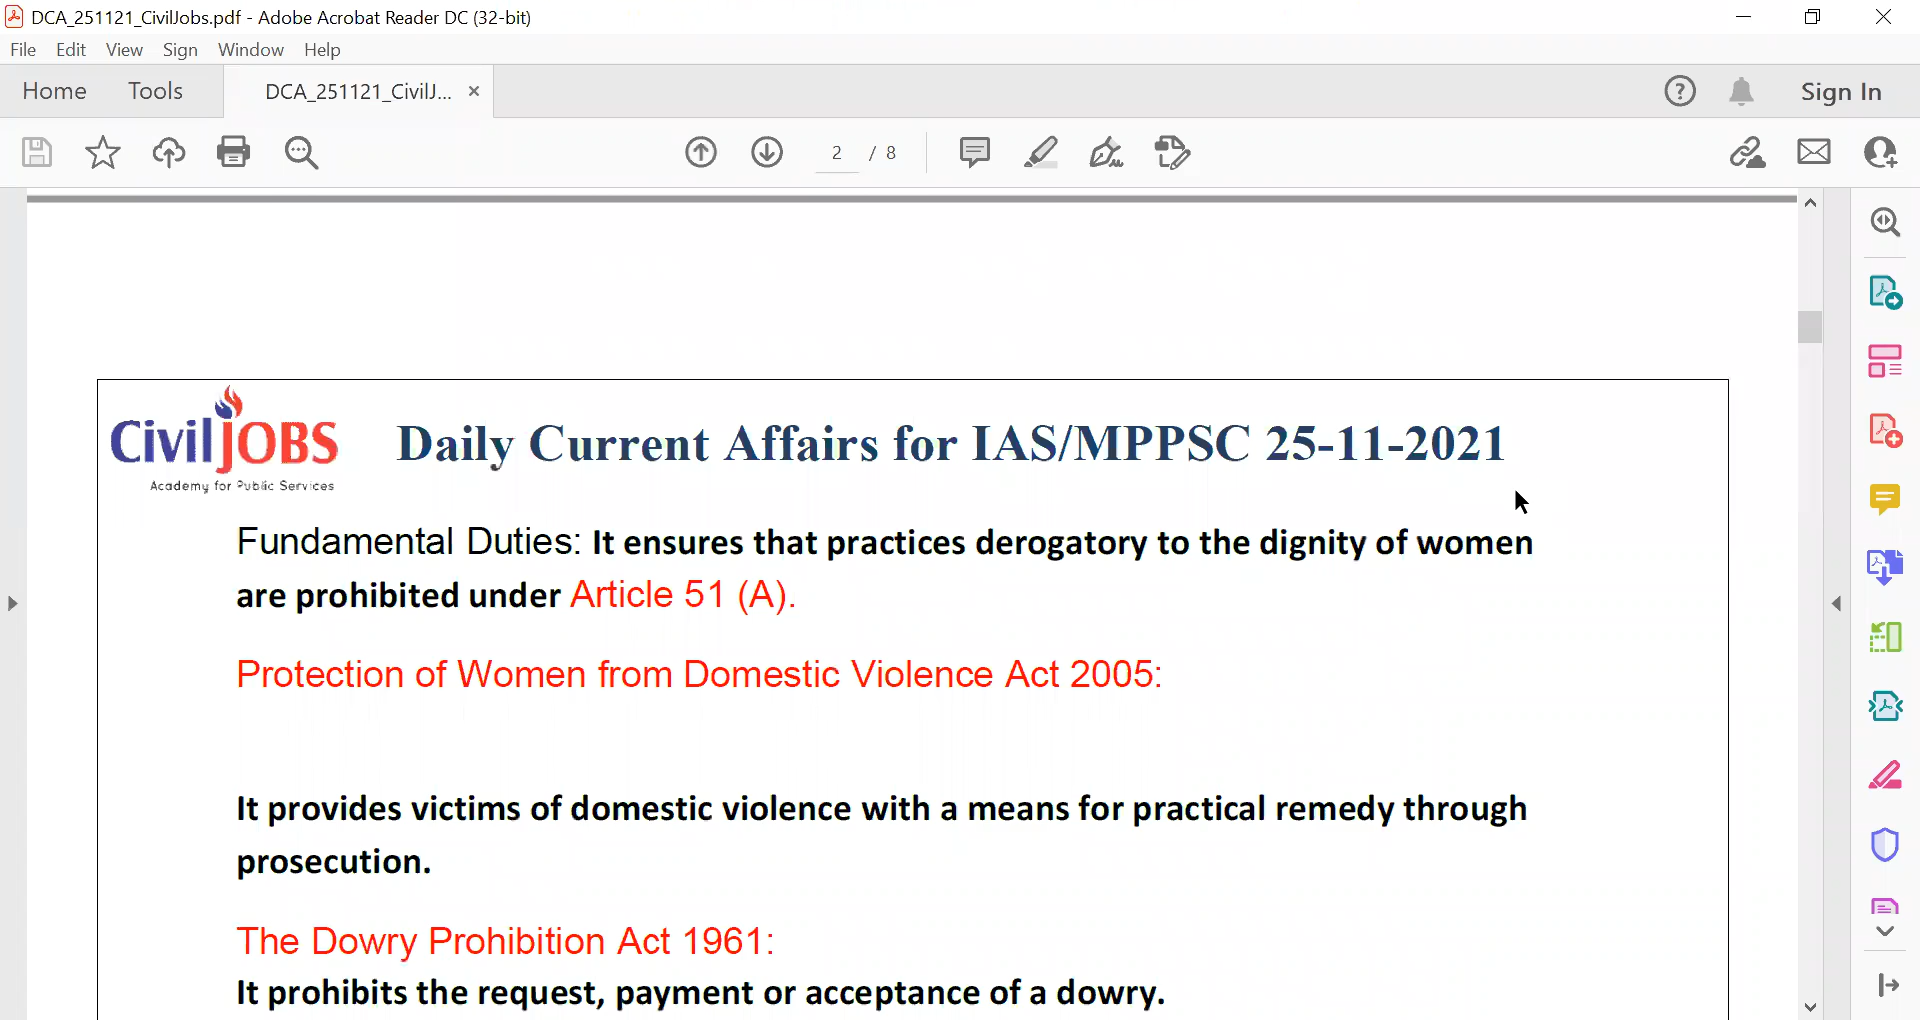 DCA_251121_CivilJobs.pdf - Adobe Acrobat Reader DC (32-bit)
File Edit View Sign Window Help
Home Tools DCA_251121_CivilJ... × Sign In
2 / 8
CivilJOBS
Academy for Public Services
Daily Current Affairs for IAS/MPPSC 25-11-2021
Fundamental Duties: It ensures that practices derogatory to the dignity of women
are prohibited under Article 51 (A).
Protection of Women from Domestic Violence Act 2005:
It provides victims of domestic violence with a means for practical remedy through
prosecution.
The Dowry Prohibition Act 1961:
It prohibits the request, payment or acceptance of a dowry.